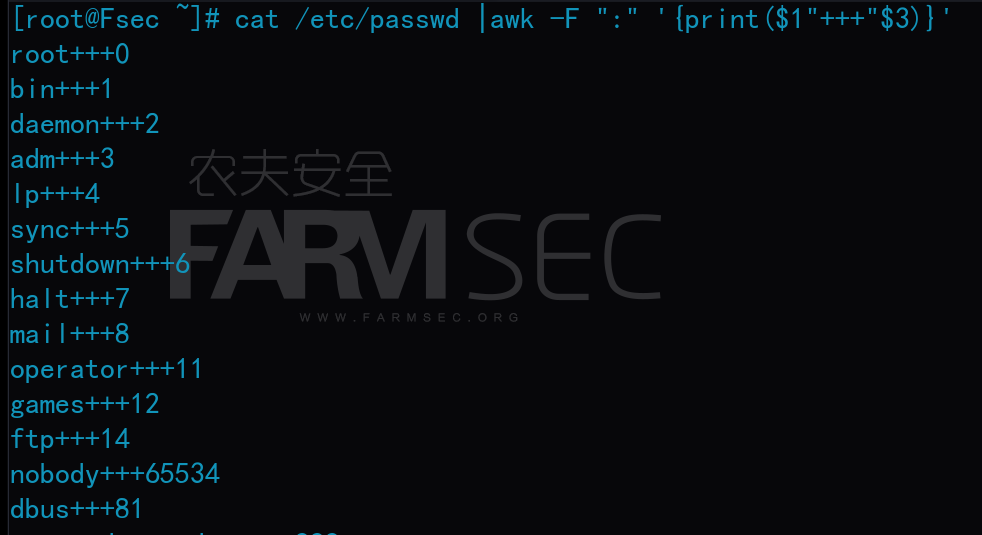 [root@Fsec ~]# cat /etc/passwd |awk -F ":" '{print($1"+++"$3)}'
root+++0
bin+++1
daemon+++2
adm+++3
农夫安全
lp+++4
sync+++5
FARMSEC
shutdown+++6
halt+++7
WWW.FARMSEC.ORG
mail+++8
operator+++11
games+++12
ftp+++14
nobody+++65534
dbus+++81